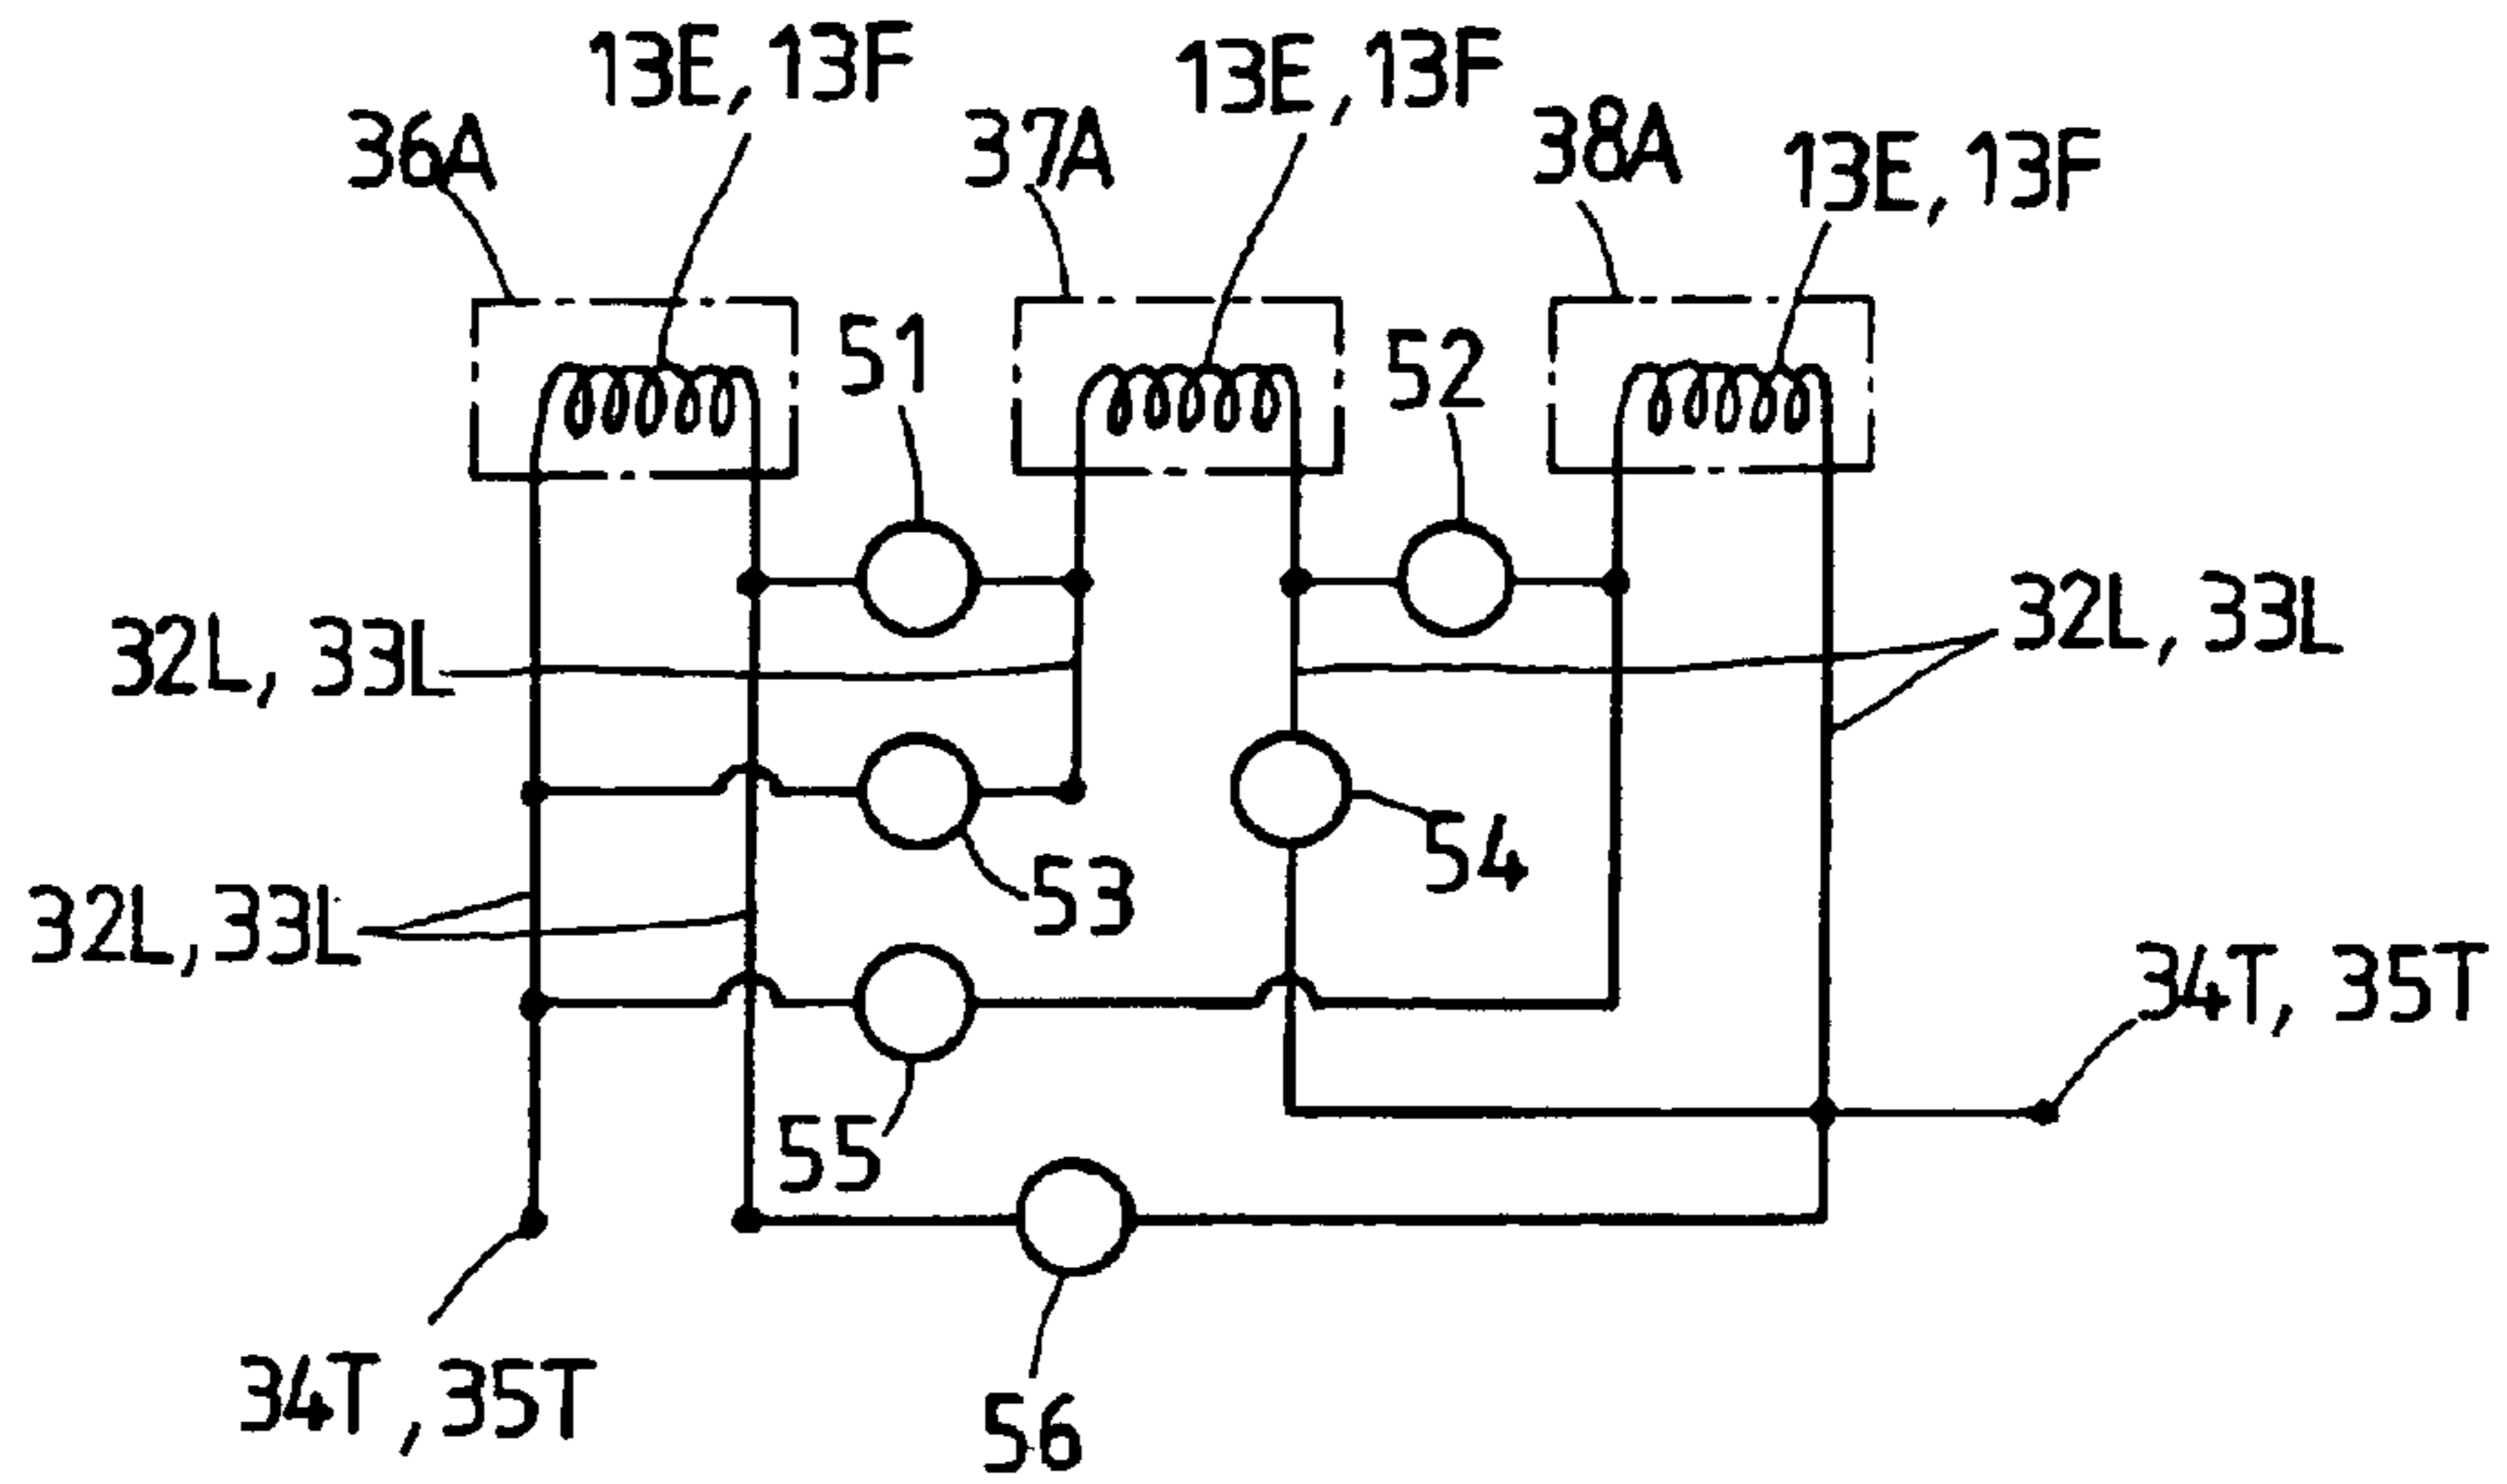 13E, 13F
13E, 13F
36A
37A
38A
13E, 13F
51
52
32L, 33L
32L, 33L
54
53
32L, 33L
34T, 35T
55
34T, 35T
56